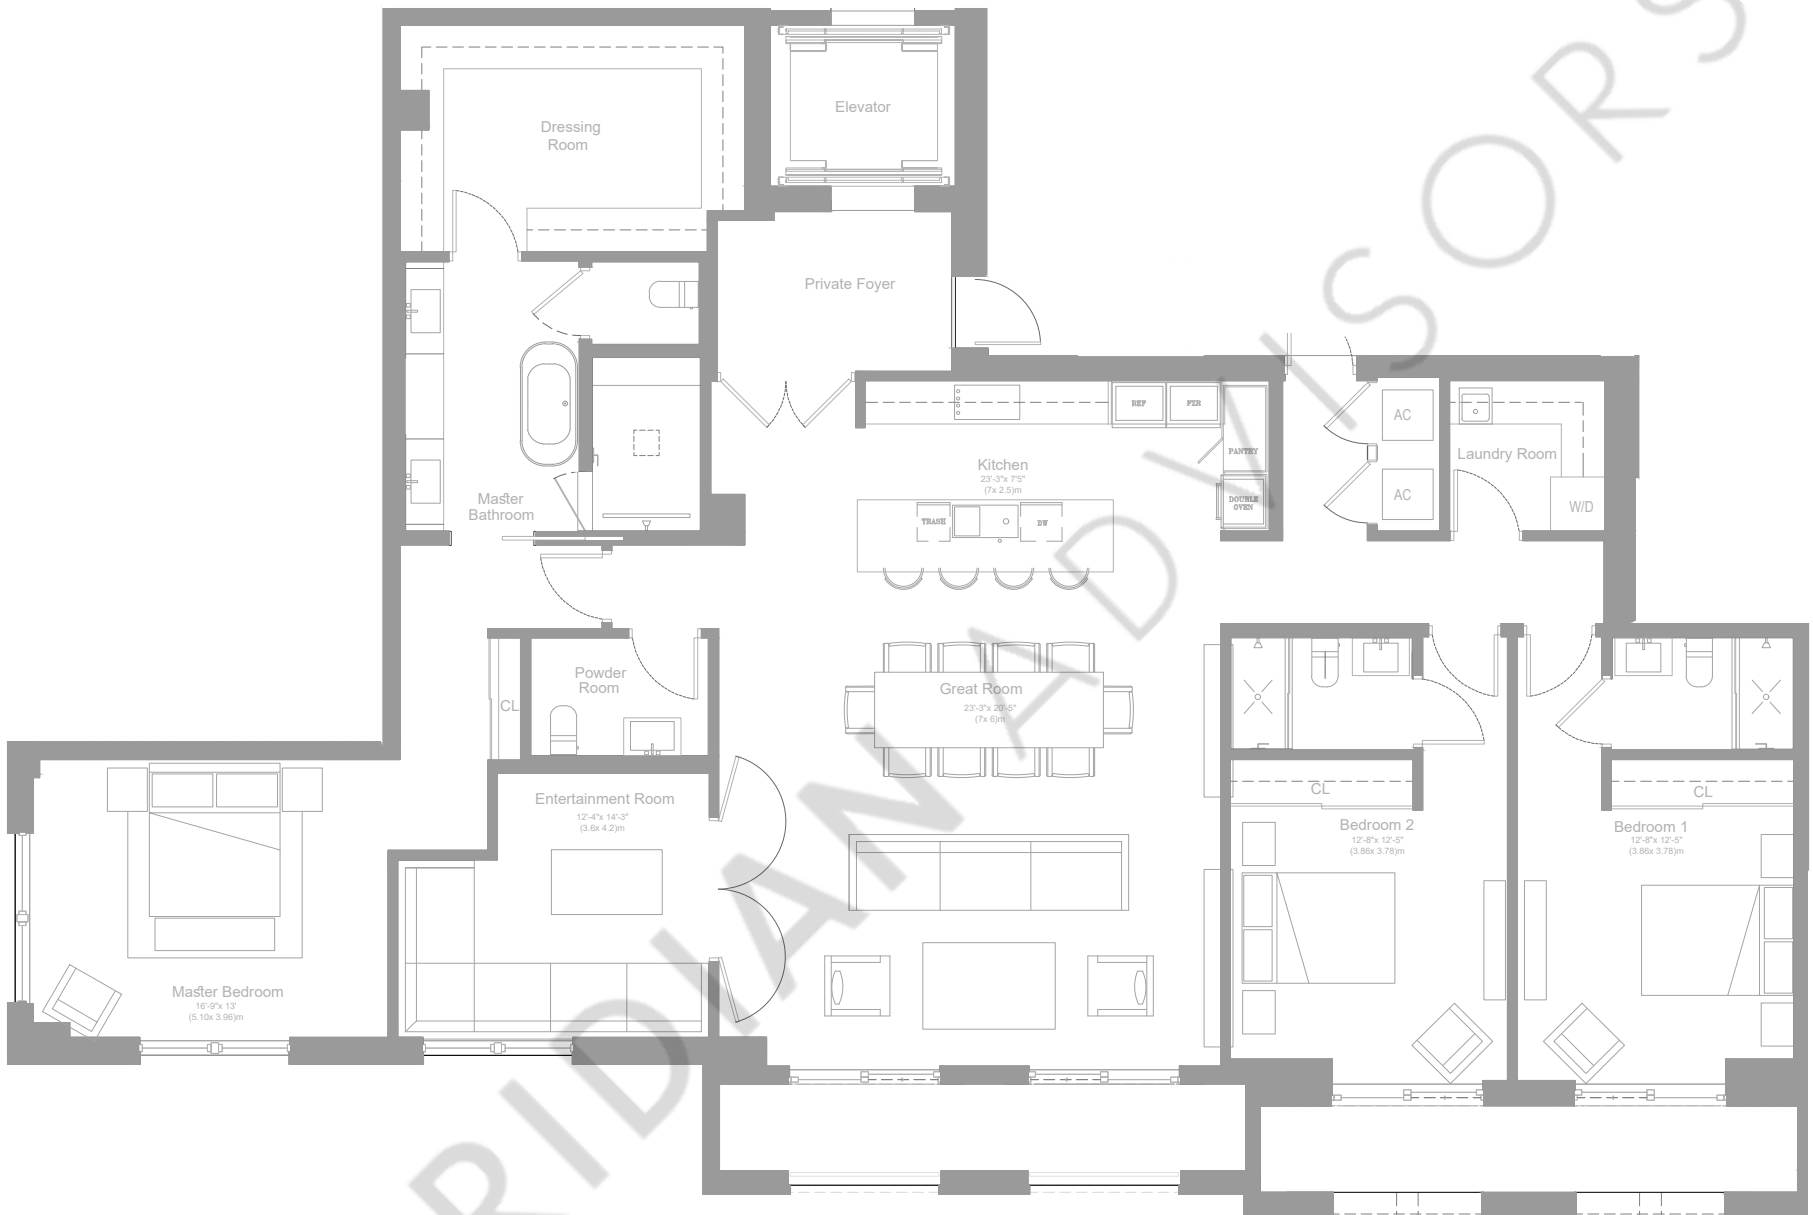 Elevator
Dressing
Room
Private Foyer
REF
FZR
AC
PANTRY
Laundry Room
Kitchen
23'-3"x 7'5"
(7x 2.5)m
AC
DOUBLE
OVEN
W/D
Master
Bathroom
TRASH
DW
Powder
Room
CL
Great Room
23'-3"x 20'-5"
(7x 6)m
CL
CL
Entertainment Room
12'-4"x 14'-3"
(3.6x 4.2)m
Bedroom 2
12'-8"x 12'-5"
(3.86x 3.78)m
Bedroom 1
12'-8"x 12'-5"
(3.86x 3.78)m
Master Bedroom
16'-9"x 13'
(5.10x 3.96)m
RIDIAN ADVISORS